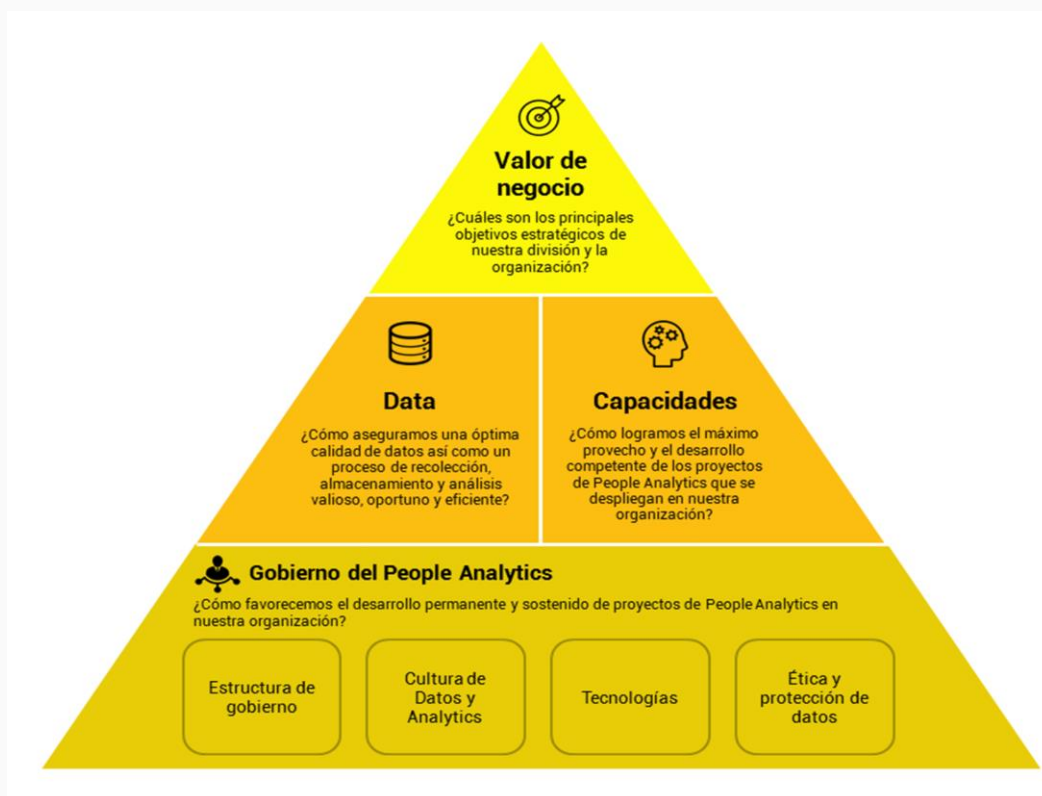 Valor de
negocio
¿Cuáles son los principales
objetivos estratégicos de
nuestra división y la
organización?
Data
¿Cómo aseguramos una óptima
calidad de datos así como un
proceso de recolección,
almacenamiento y análisis
valioso, oportuno y eficiente?
Capacidades
¿Cómo logramos el máximo
provecho y el desarrollo
competente de los proyectos
de People Analytics que se
despliegan en nuestra
organización?
Gobierno del People Analytics
¿Cómo favorecemos el desarrollo permanente y sostenido de proyectos de People Analytics en
nuestra organización?
Estructura de
gobierno
Cultura de
Datos y
Analytics
Tecnologías
Ética y
protección de
datos